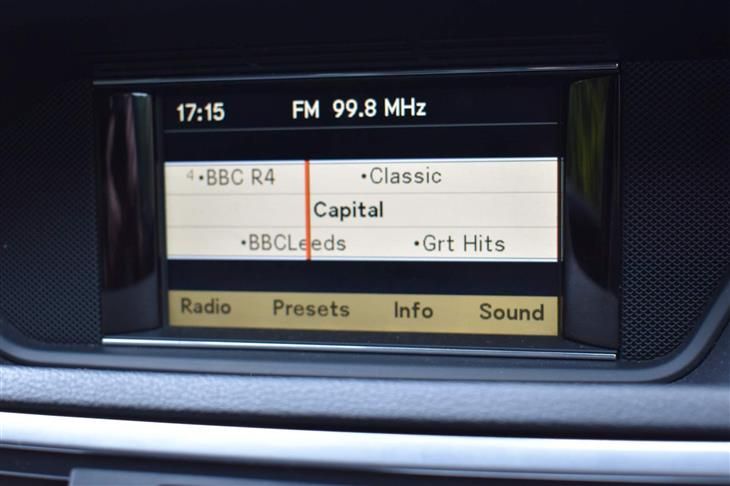 17:15 FM 99.8 MHz
4•BBC R4 •Classic
Capital
•BBCLeeds •Grt Hits
Radio Presets Info Sound